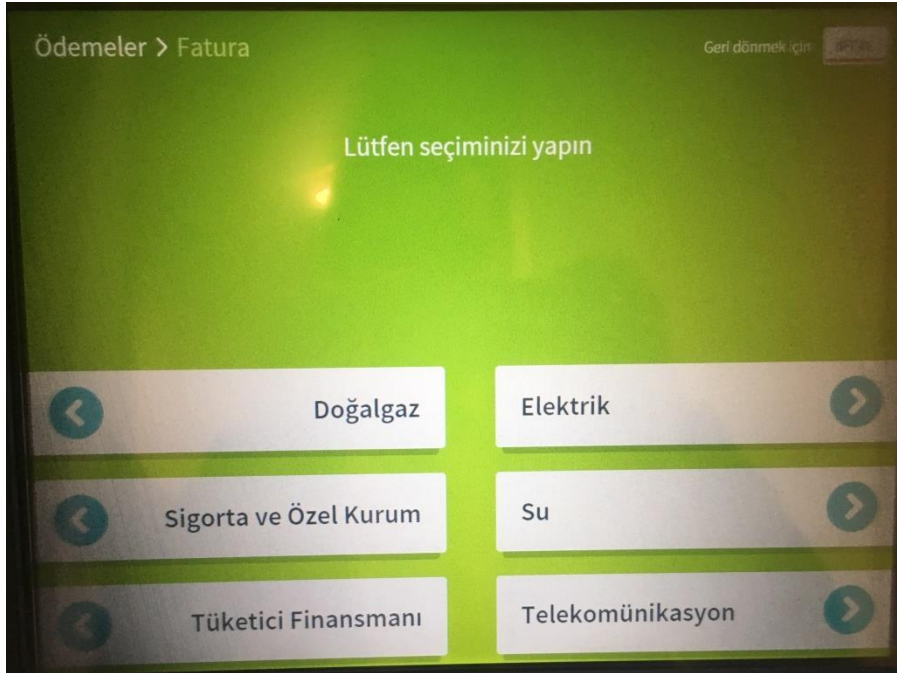 Ödemeler > Fatura
Geri dönmek için
Lütfen seçiminizi yapın
Doğalgaz
Elektrik
Sigorta ve Özel Kurum
Su
Tüketici Finansmanı
Telekomünikasyon